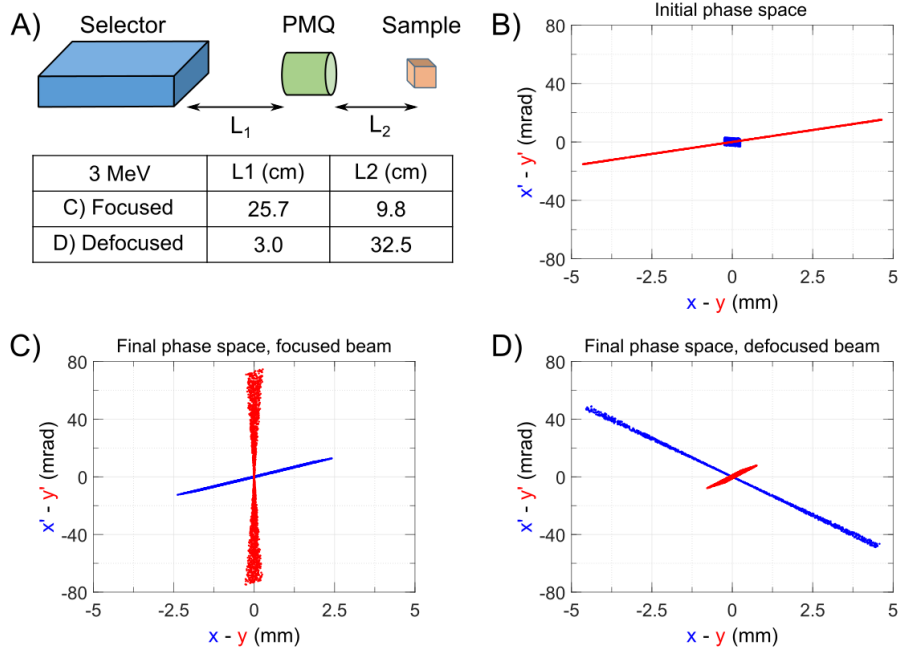 A)
Selector
PMQ
Sample
L1
L2
3 MeV L1 (cm) L2 (cm)
C) Focused 25.7 9.8
D) Defocused 3.0 32.5
B)
Initial phase space
80
40
0
-40
-80
-5 -2.5 0 2.5 5
x' - y' (mrad)
x - y (mm)
C)
Final phase space, focused beam
80
40
0
-40
-80
-5 -2.5 0 2.5 5
x' - y' (mrad)
x - y (mm)
D)
Final phase space, defocused beam
80
40
0
-40
-80
-5 -2.5 0 2.5 5
x' - y' (mrad)
x - y (mm)